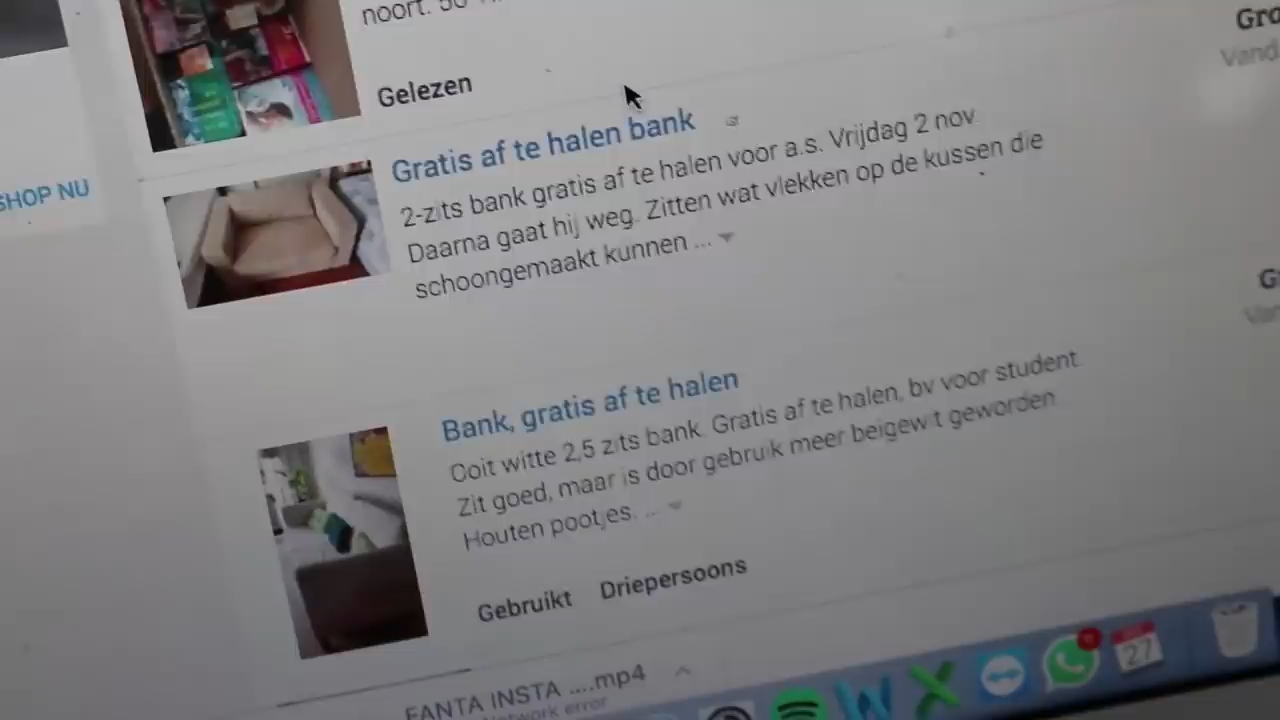 noort.
Gelezen
SHOP NU
Gratis af te halen bank
2-zits bank gratis af te halen voor a.s. Vrijdag 2 nov
Daarna gaat hij weg. Zitten wat vlekken op de kussen die
schoongemaakt kunnen ...
Bank, gratis af te halen
Ooit witte 2,5 zits bank. Gratis af te halen, bv voor student.
Zit goed, maar is door gebruik meer beigewit geworden
Houten pootjes. ...
Gebruikt Driepersoons
FANTA INSTA ....mp4
Network error
27